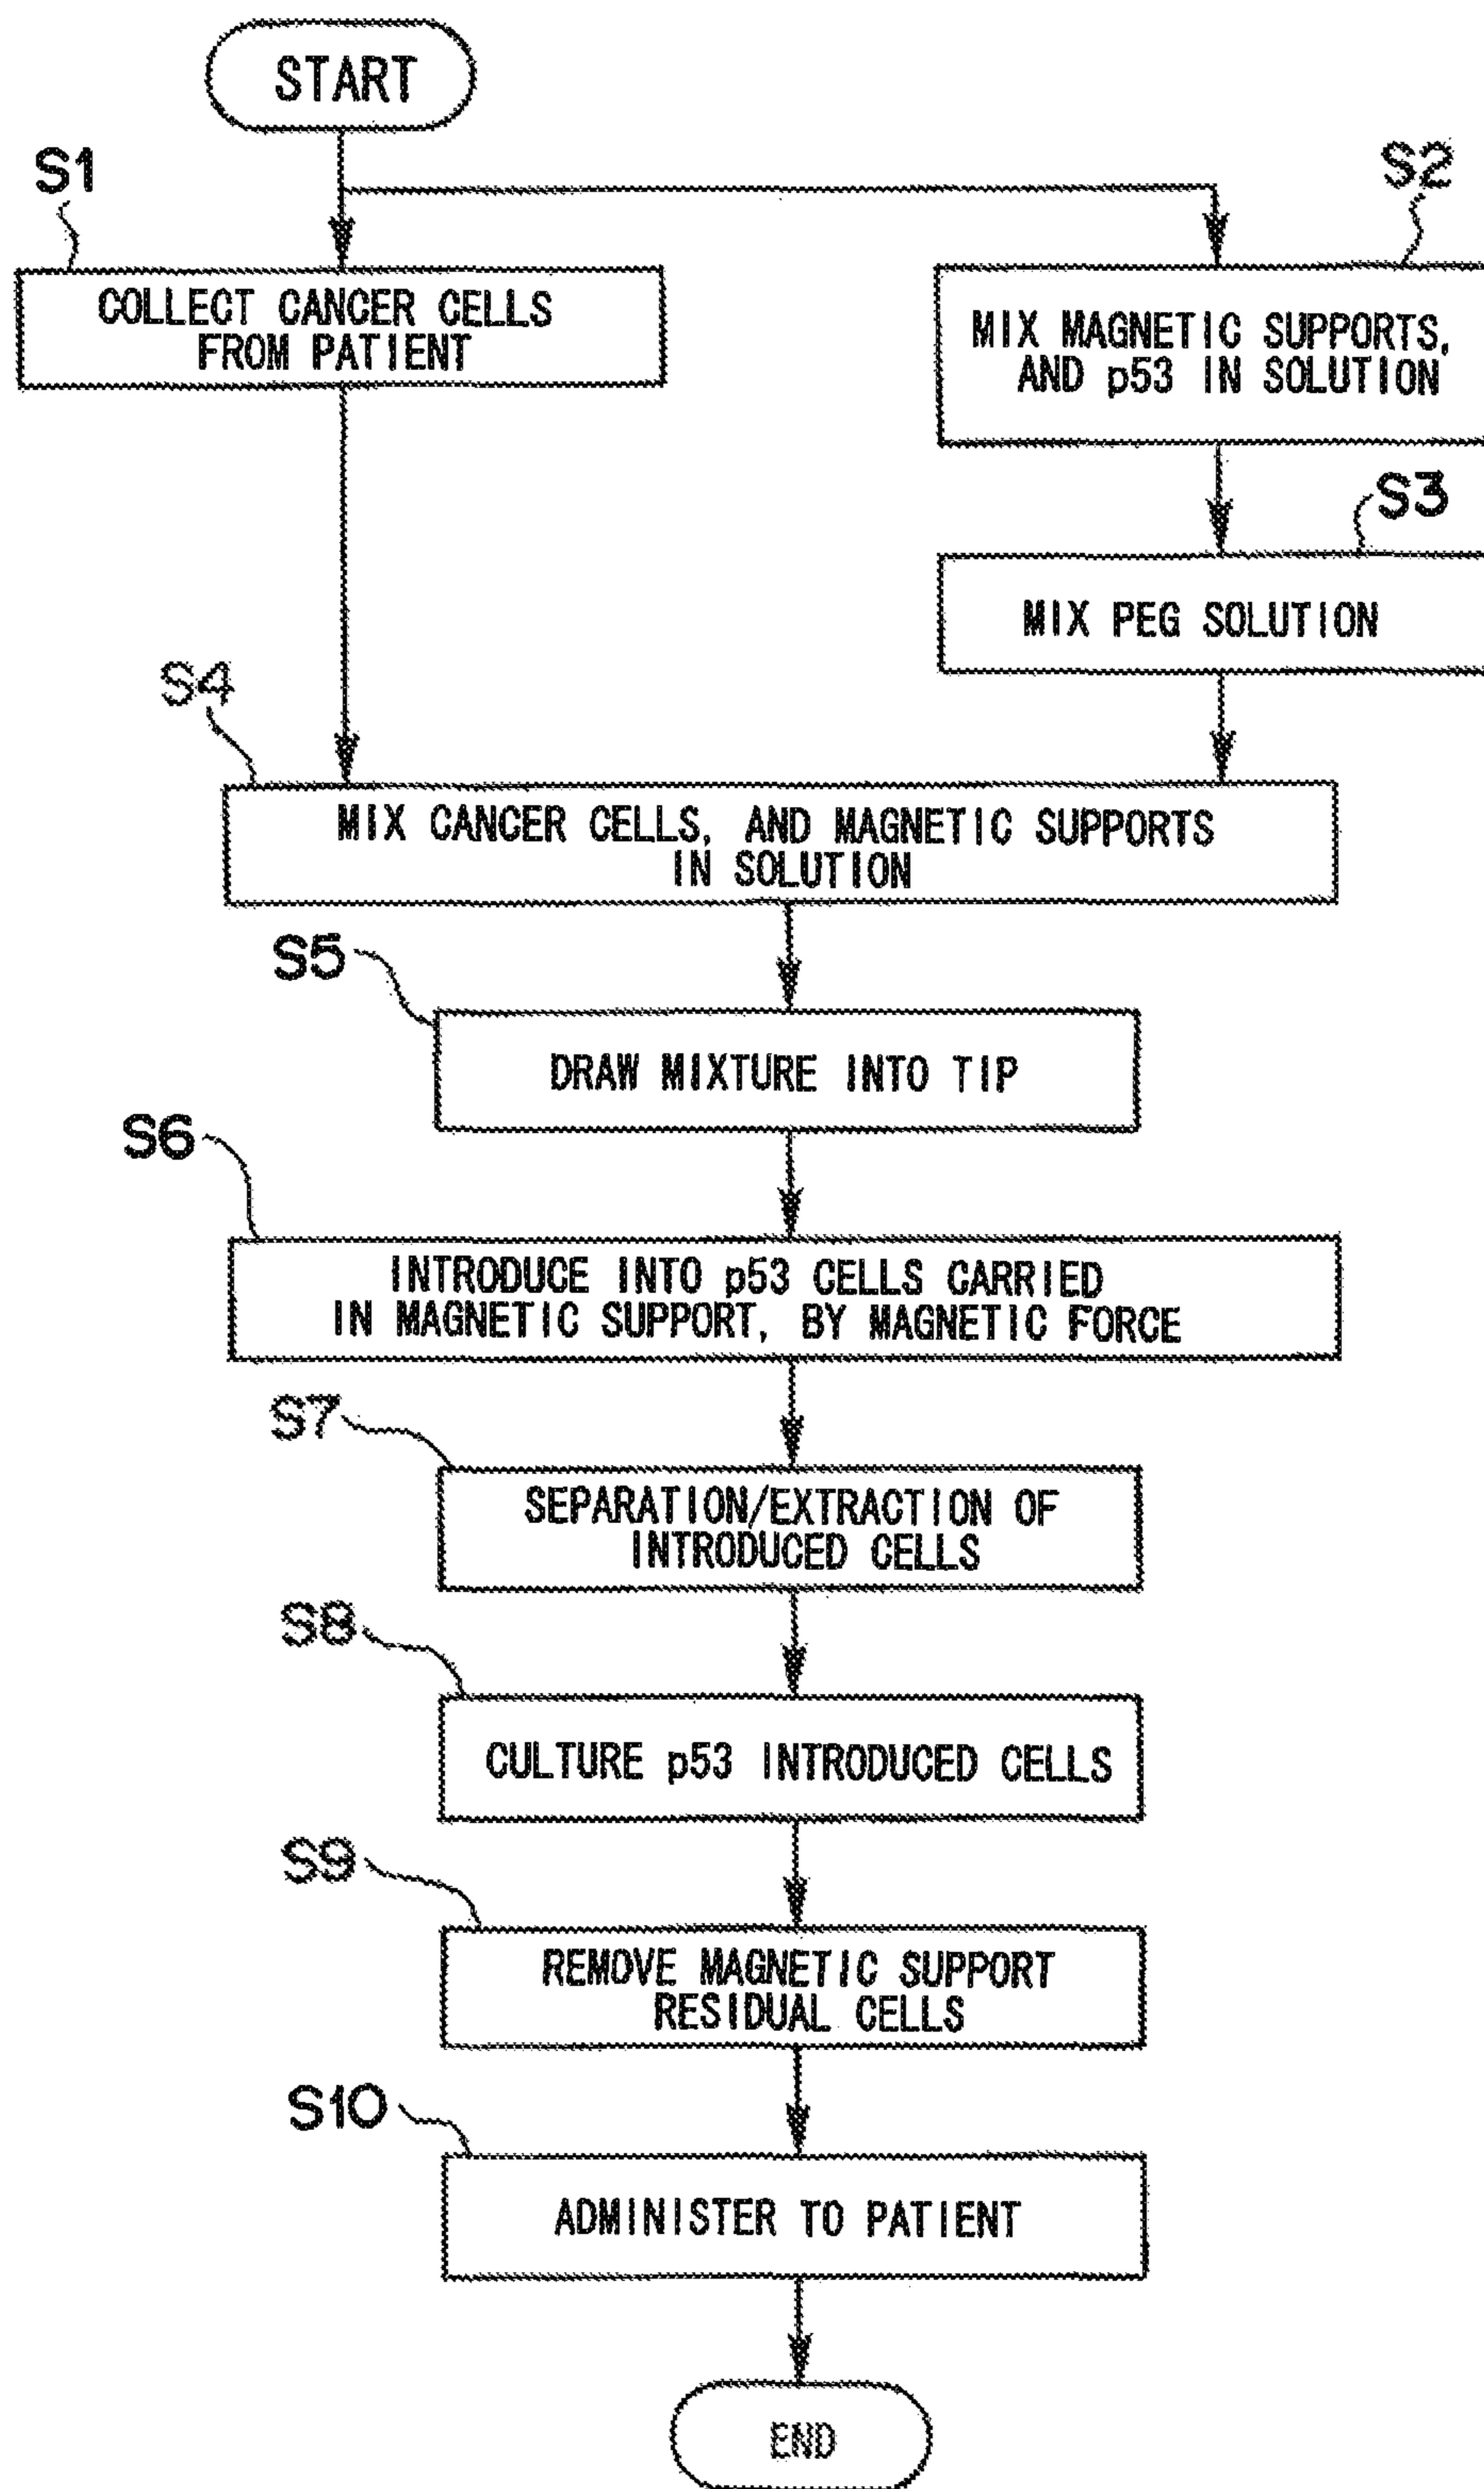 START
S1
S2
COLLECT CANCER CELLS
FROM PATIENT
MIX MAGNETIC SUPPORTS,
AND p53 IN SOLUTION
S3
MIX PEG SOLUTION
S4
MIX CANCER CELLS, AND MAGNETIC SUPPORTS
IN SOLUTION
S5
DRAW MIXTURE INTO TIP
S6
INTRODUCE INTO p53 CELLS CARRIED
IN MAGNETIC SUPPORT, BY MAGNETIC FORCE
S7
SEPARATION/EXTRACTION OF
INTRODUCED CELLS
S8
CULTURE p53 INTRODUCED CELLS
S9
REMOVE MAGNETIC SUPPORT
RESIDUAL CELLS
S10
ADMINISTER TO PATIENT
END